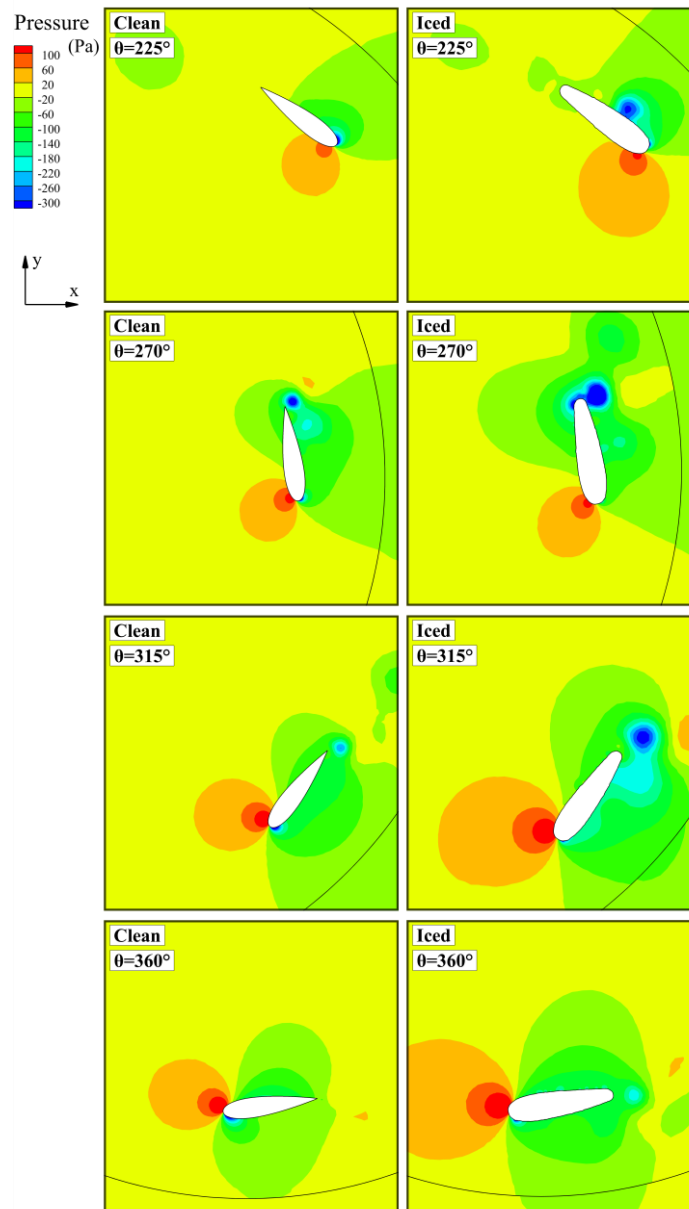 Pressure
(Pa)
100
60
20
-20
-60
-100
-140
-180
-220
-260
-300
y
x
Clean
θ=225°
Iced
θ=225°
Clean
θ=270°
Iced
θ=270°
Clean
θ=315°
Iced
θ=315°
Clean
θ=360°
Iced
θ=360°